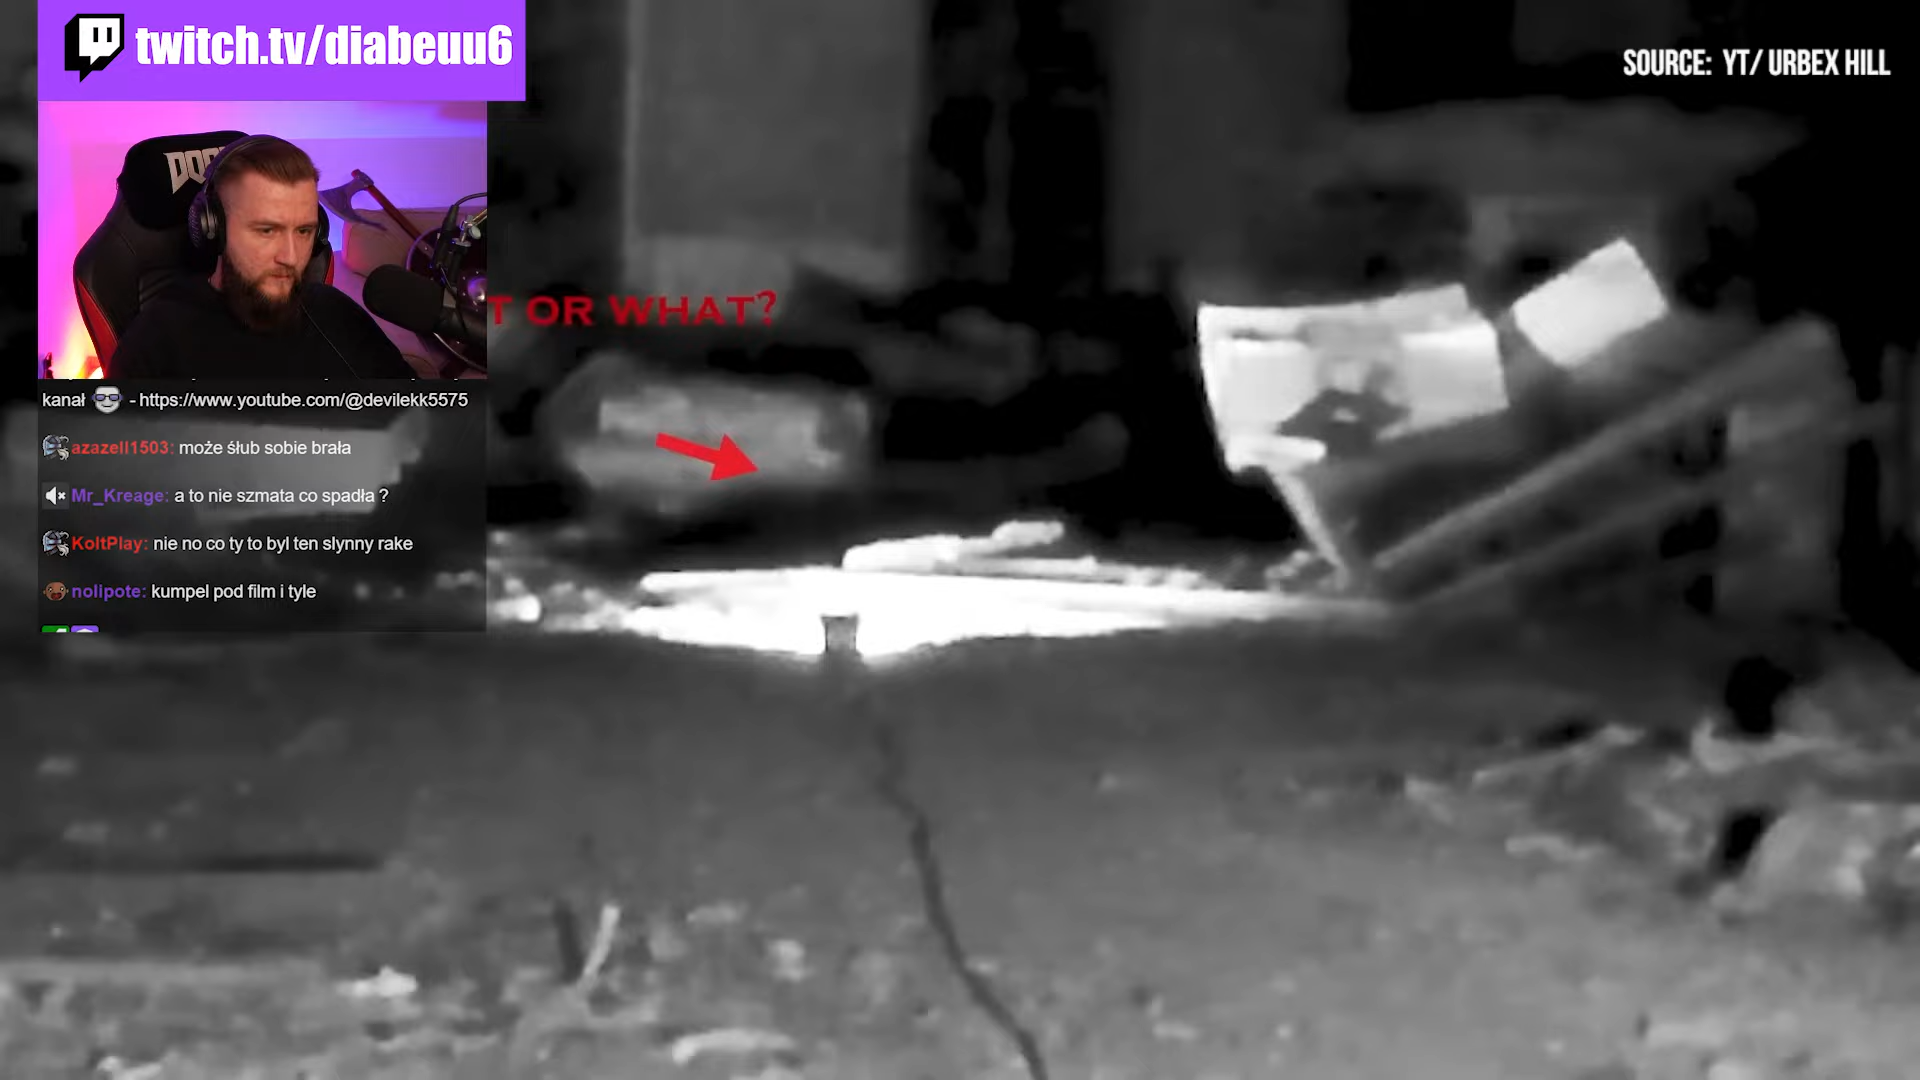 twitch.tv/diabeuu6
SOURCE: YT/ URBEX HILL
T OR WHAT?
kanał - https://www.youtube.com/@devilekk5575
azazell1503: może śłub sobie brała
Mr_Kreage: a to nie szmata co spadła ?
KoltPlay: nie no co ty to byl ten slynny rake
nolipote: kumpel pod film i tyle